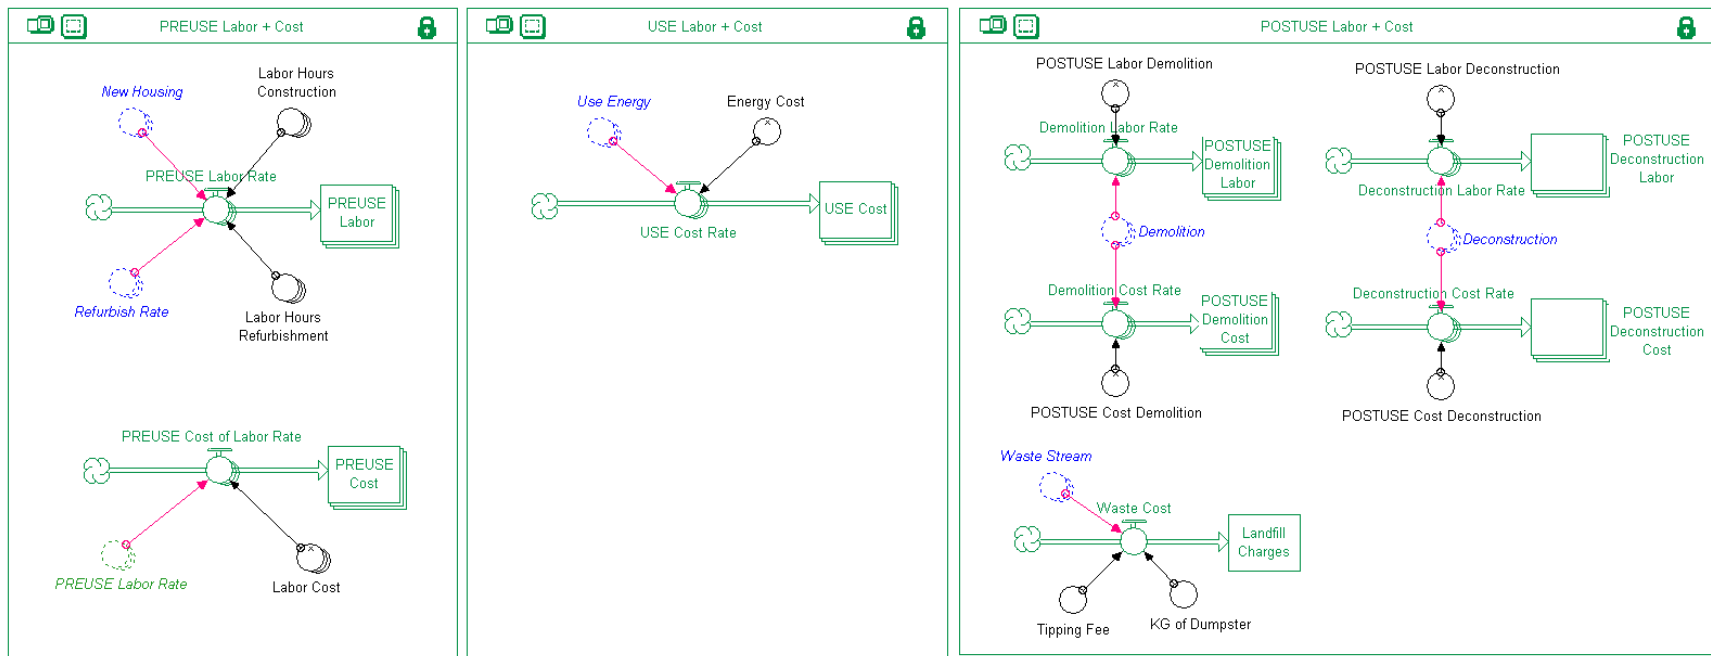 PREUSE Labor + Cost
New Housing
Labor Hours
Construction
PREUSE Labor Rate
PREUSE
Labor
Refurbish Rate
Labor Hours
Refurbishment
PREUSE Cost of Labor Rate
PREUSE
Cost
PREUSE Labor Rate
Labor Cost
USE Labor + Cost
Use Energy
Energy Cost
USE Cost
USE Cost Rate
POSTUSE Labor + Cost
POSTUSE Labor Demolition
Demolition Labor Rate
POSTUSE
Demolition
Labor
Demolition
Demolition Cost Rate
POSTUSE
Demolition
Cost
POSTUSE Cost Demolition
POSTUSE Labor Deconstruction
POSTUSE
Deconstruction
Labor
Deconstruction Labor Rate
Deconstruction
Deconstruction Cost Rate
POSTUSE
Deconstruction
Cost
POSTUSE Cost Deconstruction
Waste Stream
Waste Cost
Landfill
Charges
Tipping Fee
KG of Dumpster